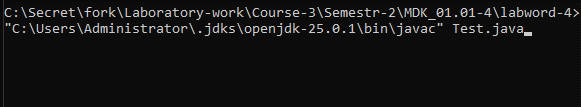 C:\Secret\fork\Laboratory-work\Course-3\Semestr-2\MDK_01.01-4\labword-4>
"C:\Users\Administrator\.jdks\openjdk-25.0.1\bin\javac" Test.java